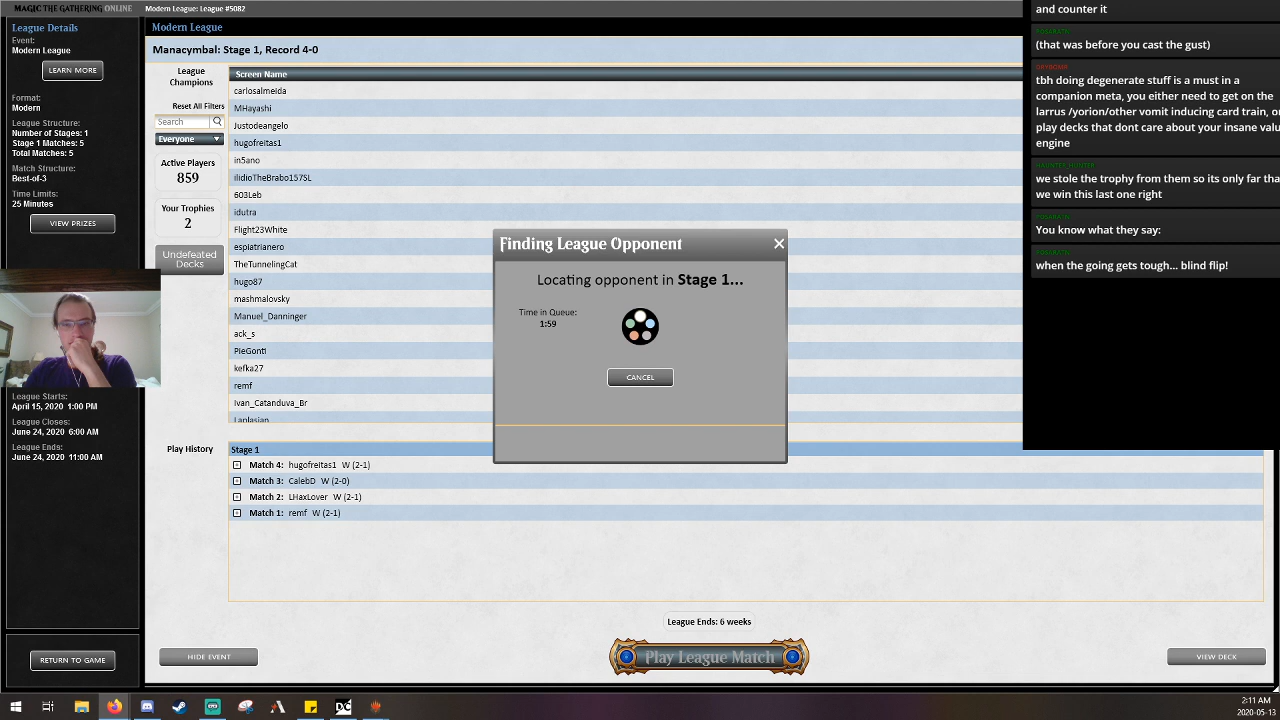 MAGIC THE GATHERING ONLINE
Modern League: League #5082
League Details
Event:
Modern League
LEARN MORE
Format:
Modern
League Structure:
Number of Stages: 1
Stage 1 Matches: 5
Total Matches: 5
Match Structure:
Best-of-3
Time Limits:
25 Minutes
VIEW PRIZES
League Starts:
April 15, 2020 1:00 PM
League Closes:
June 24, 2020 6:00 AM
League Ends:
June 24, 2020 11:00 AM
RETURN TO GAME
Modern League
Manacymbal: Stage 1, Record 4-0
League
Champions
Reset All Filters
Search
Everyone
Active Players
859
Your Trophies
2
Undefeated
Decks
Screen Name
carlosalmeida
MHayashi
Justodeangelo
hugofreitas1
in5ano
ilidioTheBrabo157SL
603Leb
idutra
Flight23White
espiatrianero
TheTunnelingCat
hugo87
mashmalovsky
Manuel_Danninger
ack_s
PieGonti
kefka27
remf
Ivan_Catanduva_Br
Laplasian
Finding League Opponent
Locating opponent in Stage 1...
Time in Queue:
1:59
CANCEL
Play History
Stage 1
Match 4: hugofreitas1 W (2-1)
Match 3: CalebD W (2-0)
Match 2: LHaxLover W (2-1)
Match 1: remf W (2-1)
League Ends: 6 weeks
HIDE EVENT
Play League Match
VIEW DECK
and counter it
(that was before you cast the gust)
tbh doing degenerate stuff is a must in a
companion meta, you either need to get on the
larrus /yorion/other vomit inducing card train, or
play decks that dont care about your insane valu
engine
HAUNTER_HUNTER
we stole the trophy from them so its only far tha
we win this last one right
You know what they say:
when the going gets tough... blind flip!
2:11 AM
2020-05-13